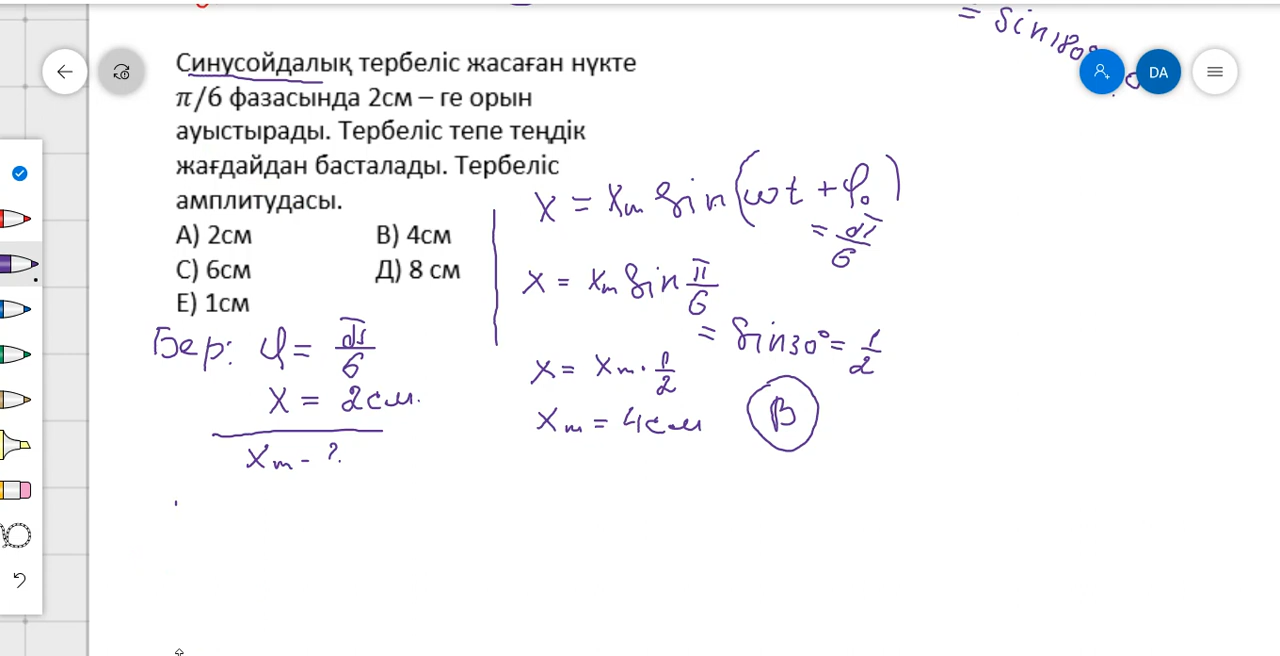 = sin180°
DA
Синусойдалық тербеліс жасаған нүкте
π/6 фазасында 2см – ге орын
ауыстырады. Тербеліс тепе теңдік
жағдайдан басталады. Тербеліс
амплитудасы.
А) 2см В) 4см
С) 6см Д) 8 см
Е) 1см
Бер: φ = π/6
x = 2см.
xm - ?
x = xm sin(ωt + φ₀)
= π/6
x = xm sin π/6
= sin30° = 1/2
x = xm · 1/2
xm = 4см
В